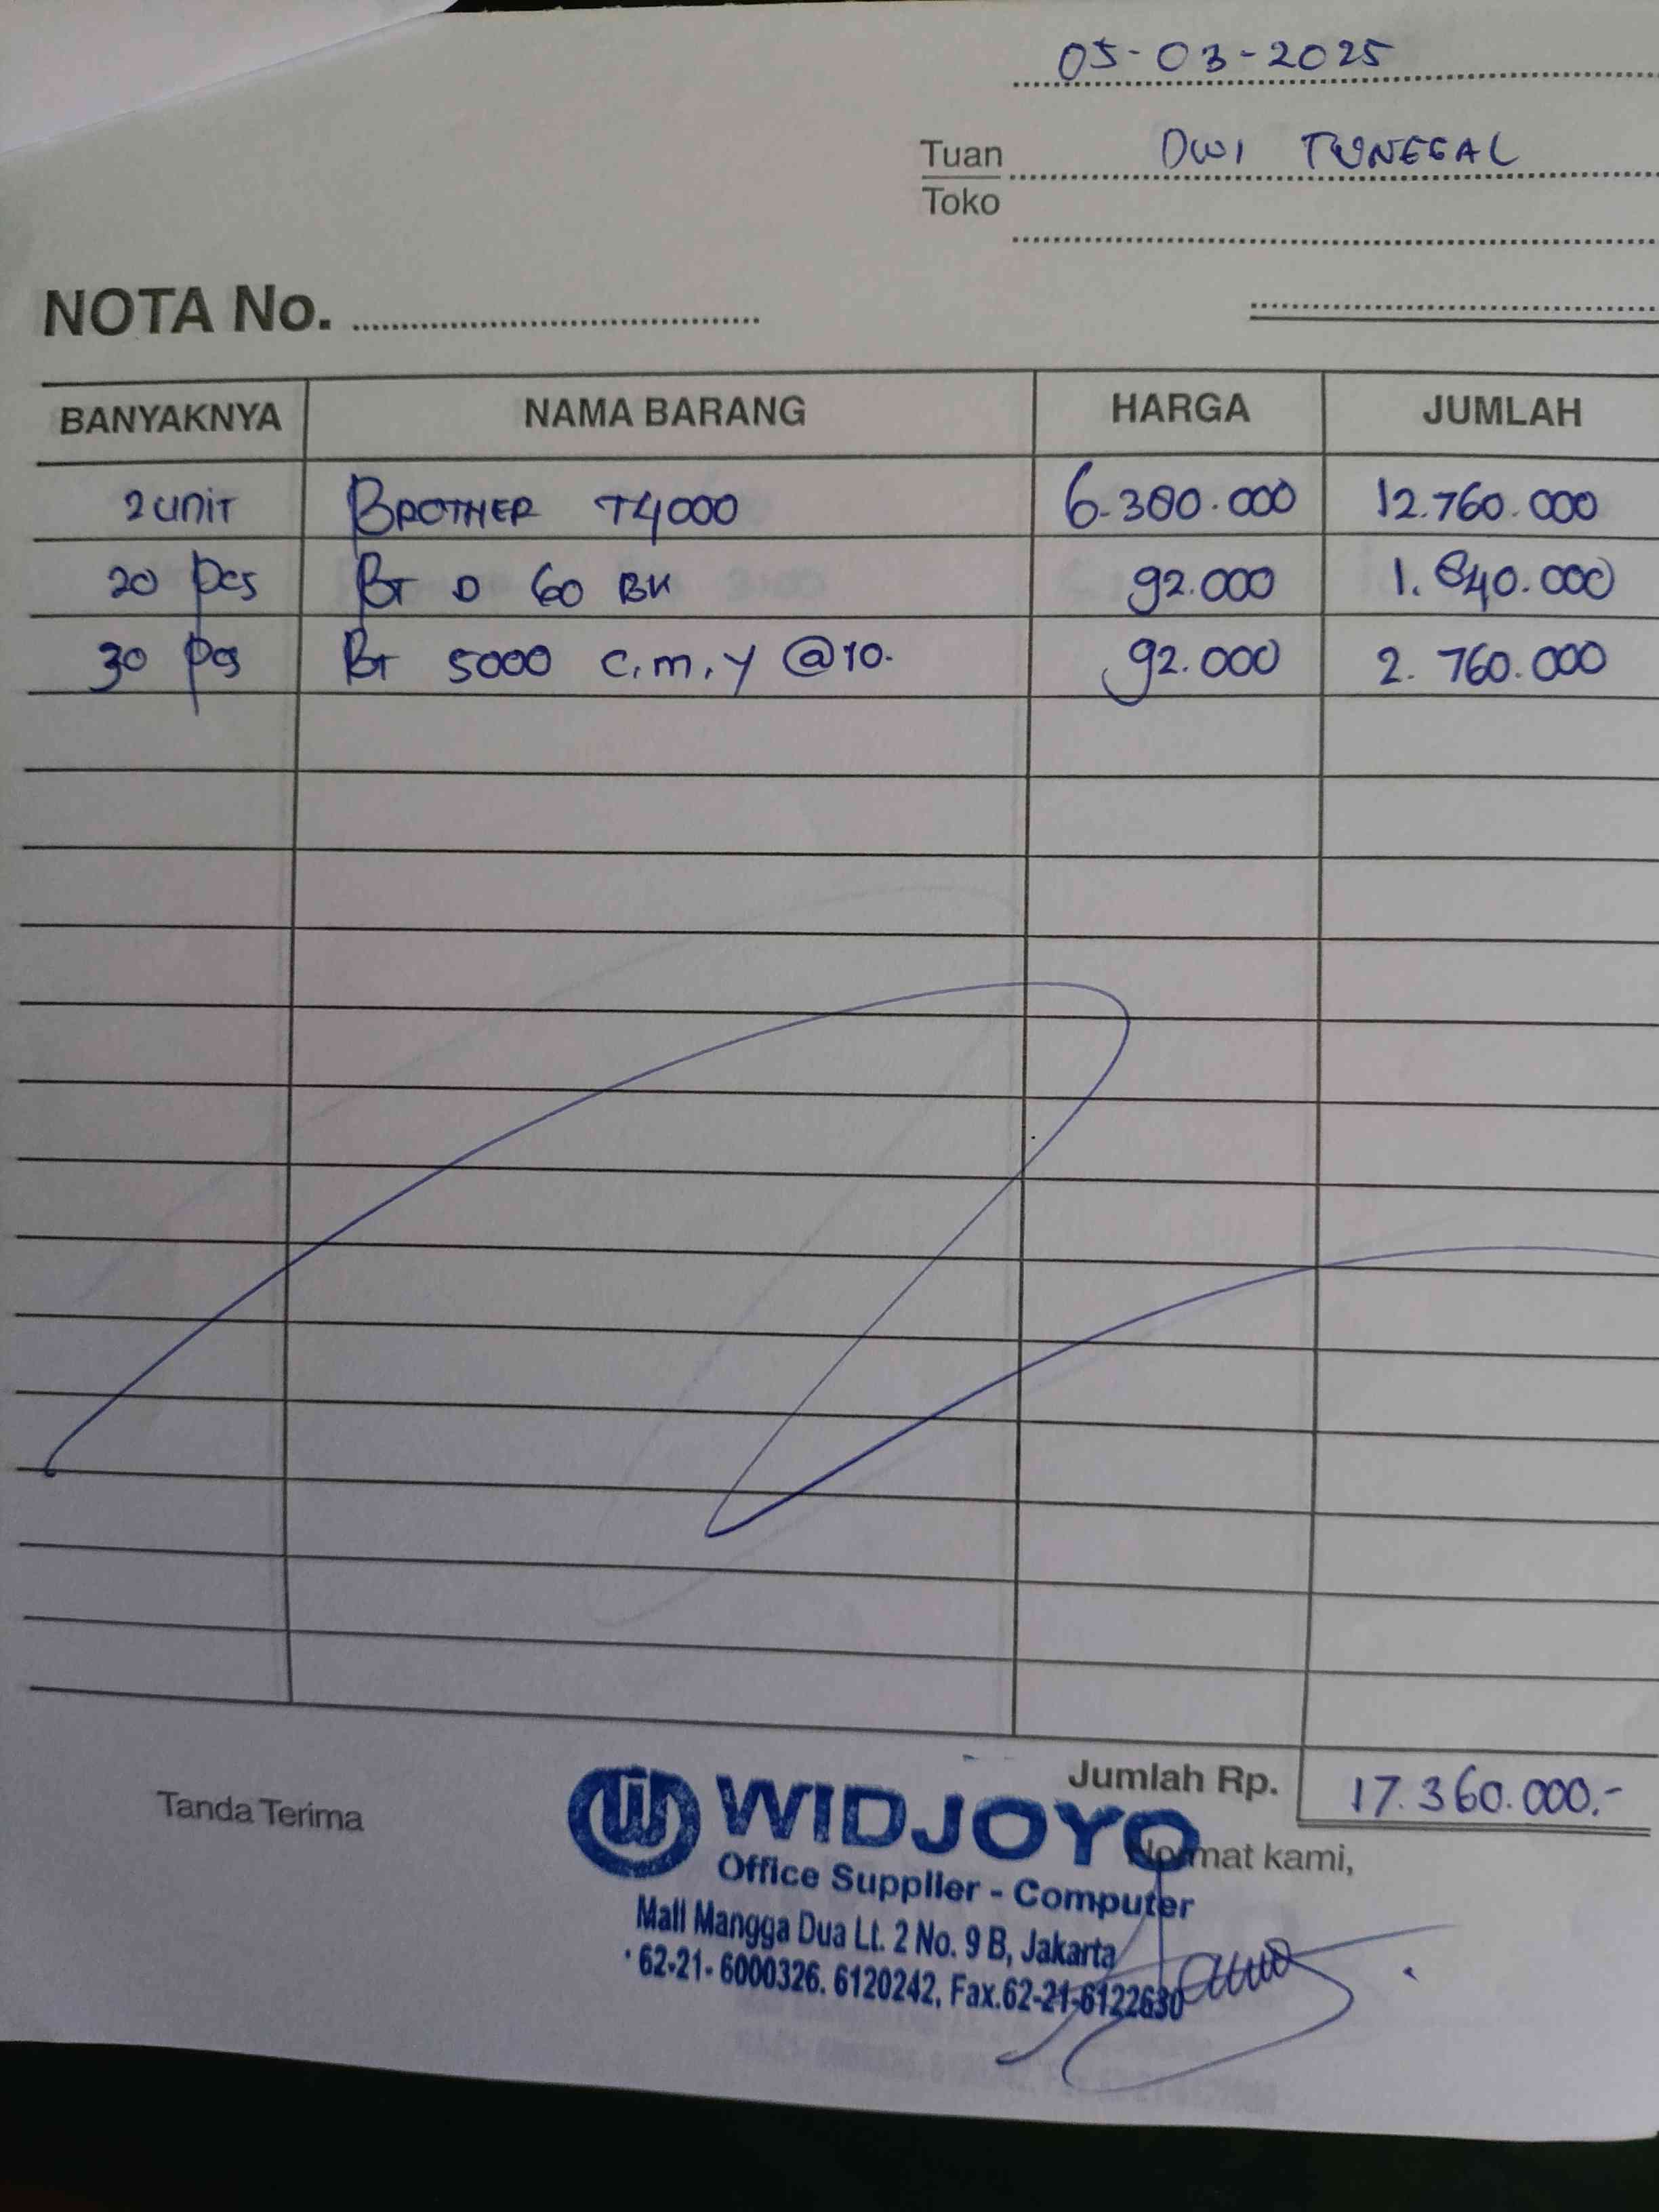 05-03-2025
Tuan DWI TUNGGAL
Toko
NOTA No.
BANYAKNYA NAMA BARANG HARGA JUMLAH
2 unit BROTHER T4000 6.380.000 12.760.000
20 pcs BT D 60 BK 92.000 1.840.000
30 pcs BT 5000 C,M,Y @10. 92.000 2.760.000
Jumlah Rp. 17.360.000.-
Tanda Terima
Hormat kami,
WIDJOYO
Office Supplier - Computer
Mall Mangga Dua Lt. 2 No. 9 B, Jakarta
62-21- 6000326. 6120242, Fax.62-21-6122630